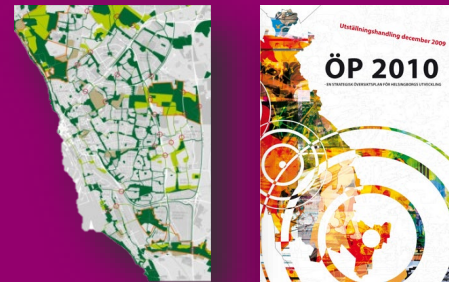 Utställningshandling december 2009
ÖP 2010
- EN STRATEGISK ÖVERSIKTSPLAN FÖR HELSINGBORGS UTVECKLING